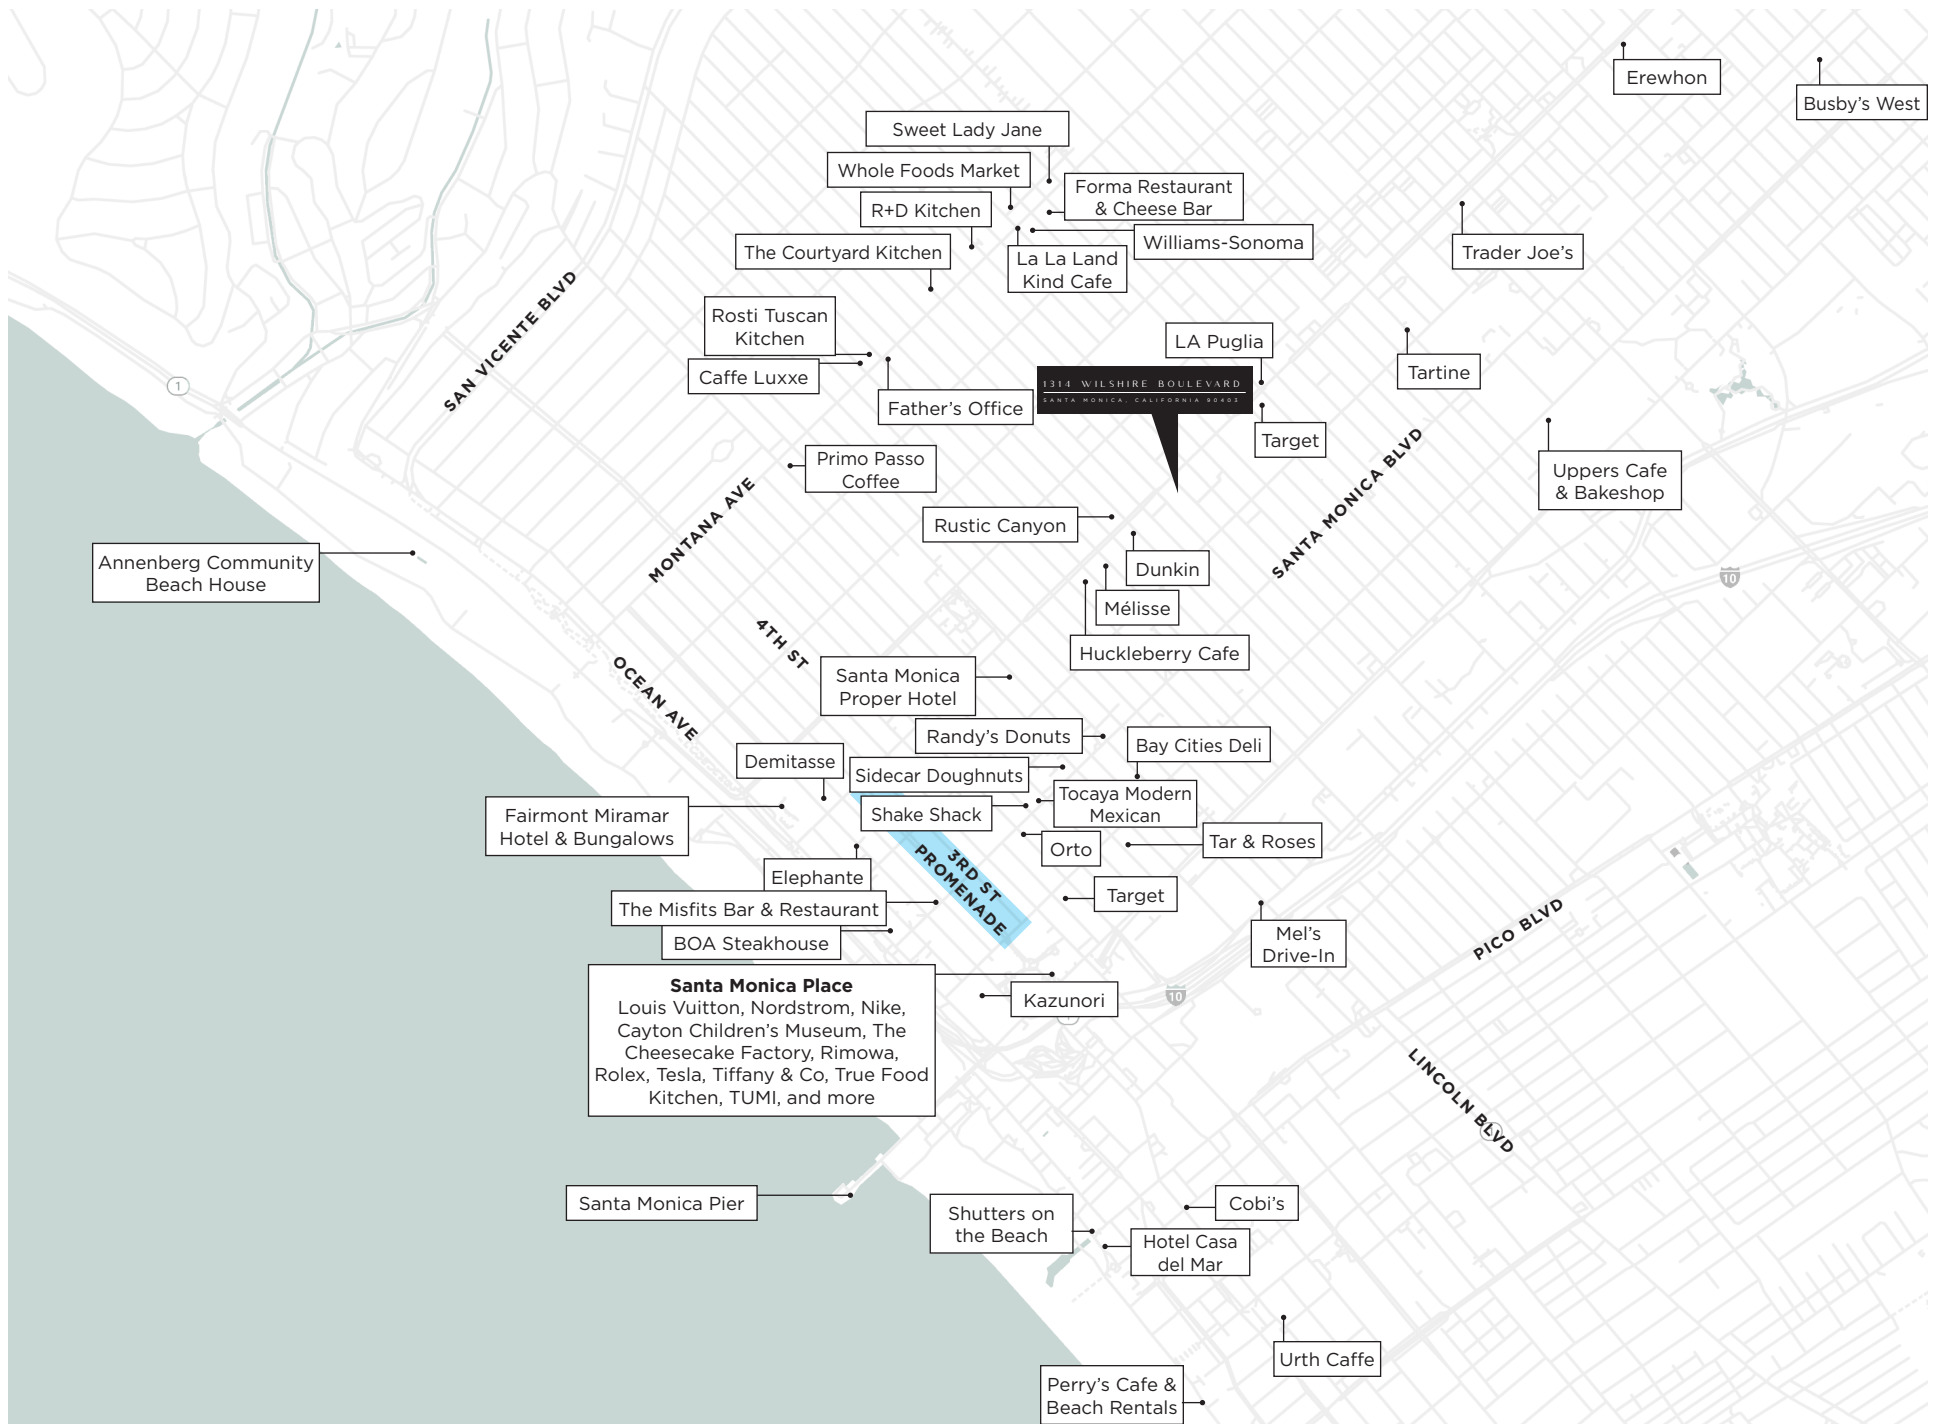 Erewhon
Busby's West
Sweet Lady Jane
Whole Foods Market
Forma Restaurant
& Cheese Bar
R+D Kitchen
Williams-Sonoma
The Courtyard Kitchen
La La Land
Kind Cafe
Trader Joe's
SAN VICENTE BLVD
Rosti Tuscan
Kitchen
LA Puglia
Caffe Luxxe
Tartine
1
1314 WILSHIRE BOULEVARD
SANTA MONICA, CALIFORNIA 90403
Father's Office
Target
Primo Passo
Coffee
Uppers Cafe
& Bakeshop
MONTANA AVE
SANTA MONICA BLVD
Rustic Canyon
Annenberg Community
Beach House
Dunkin
10
Mélisse
4TH ST
Huckleberry Cafe
OCEAN AVE
Santa Monica
Proper Hotel
Randy's Donuts
Bay Cities Deli
Demitasse
Sidecar Doughnuts
Tocaya Modern
Mexican
Shake Shack
Fairmont Miramar
Hotel & Bungalows
Orto
Tar & Roses
3RD ST
PROMENADE
Elephante
Target
The Misfits Bar & Restaurant
BOA Steakhouse
Mel's
Drive-In
PICO BLVD
Santa Monica Place
Louis Vuitton, Nordstrom, Nike,
Cayton Children's Museum, The
Cheesecake Factory, Rimowa,
Rolex, Tesla, Tiffany & Co, True Food
Kitchen, TUMI, and more
Kazunori
10
LINCOLN BLVD
Santa Monica Pier
Shutters on
the Beach
Cobi's
Hotel Casa
del Mar
Urth Caffe
Perry's Cafe &
Beach Rentals